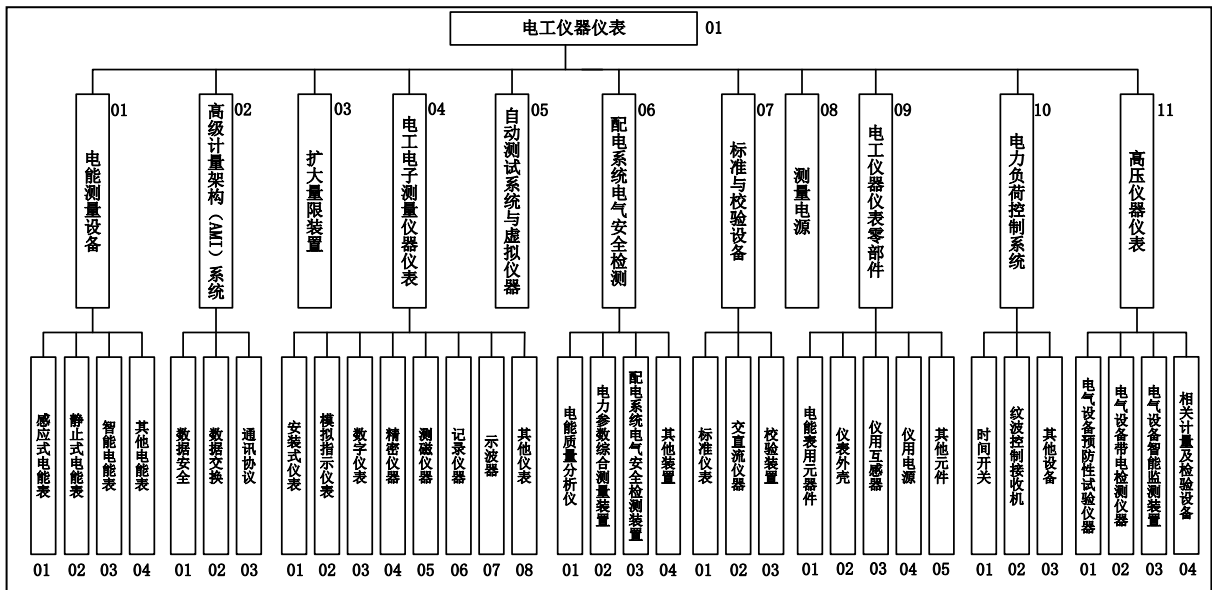 电工仪器仪表 01
01
电能测量设备
02
高级计量架构（AMI）系统
03
扩大量限装置
04
电工电子测量仪器仪表
05
自动测试系统与虚拟仪器
06
配电系统电气安全检测
07
标准与校验设备
08
测量电源
09
电工仪器仪表零部件
10
电力负荷控制系统
11
高压仪器仪表
感应式电能表
01
静止式电能表
02
智能电能表
03
其他电能表
04
数据安全
01
数据交换
02
通讯协议
03
安装式仪表
01
模拟指示仪表
02
数字仪表
03
精密仪器
04
测磁仪器
05
记录仪器
06
示波器
07
其他仪表
08
电能质量分析仪
01
电力参数综合测量装置
02
配电系统电气安全检测装置
03
其他装置
04
标准仪表
01
交直流仪器
02
校验装置
03
电能表用元器件
01
仪表外壳
02
仪用互感器
03
仪用电源
04
其他元件
05
时间开关
01
纹波控制接收机
02
其他设备
03
电气设备预防性试验仪器
01
电气设备带电检测仪器
02
电气设备智能监测装置
03
相关计量及检验设备
04